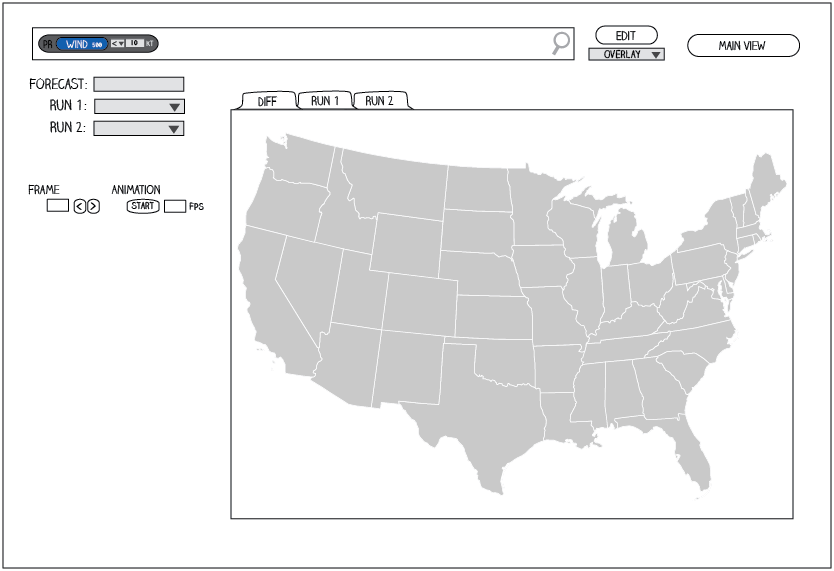 PR WIND 500 < 10 KT
EDIT
OVERLAY
MAIN VIEW
FORECAST:
RUN 1:
RUN 2:
DIFF RUN 1 RUN 2
FRAME ANIMATION
< > START FPS